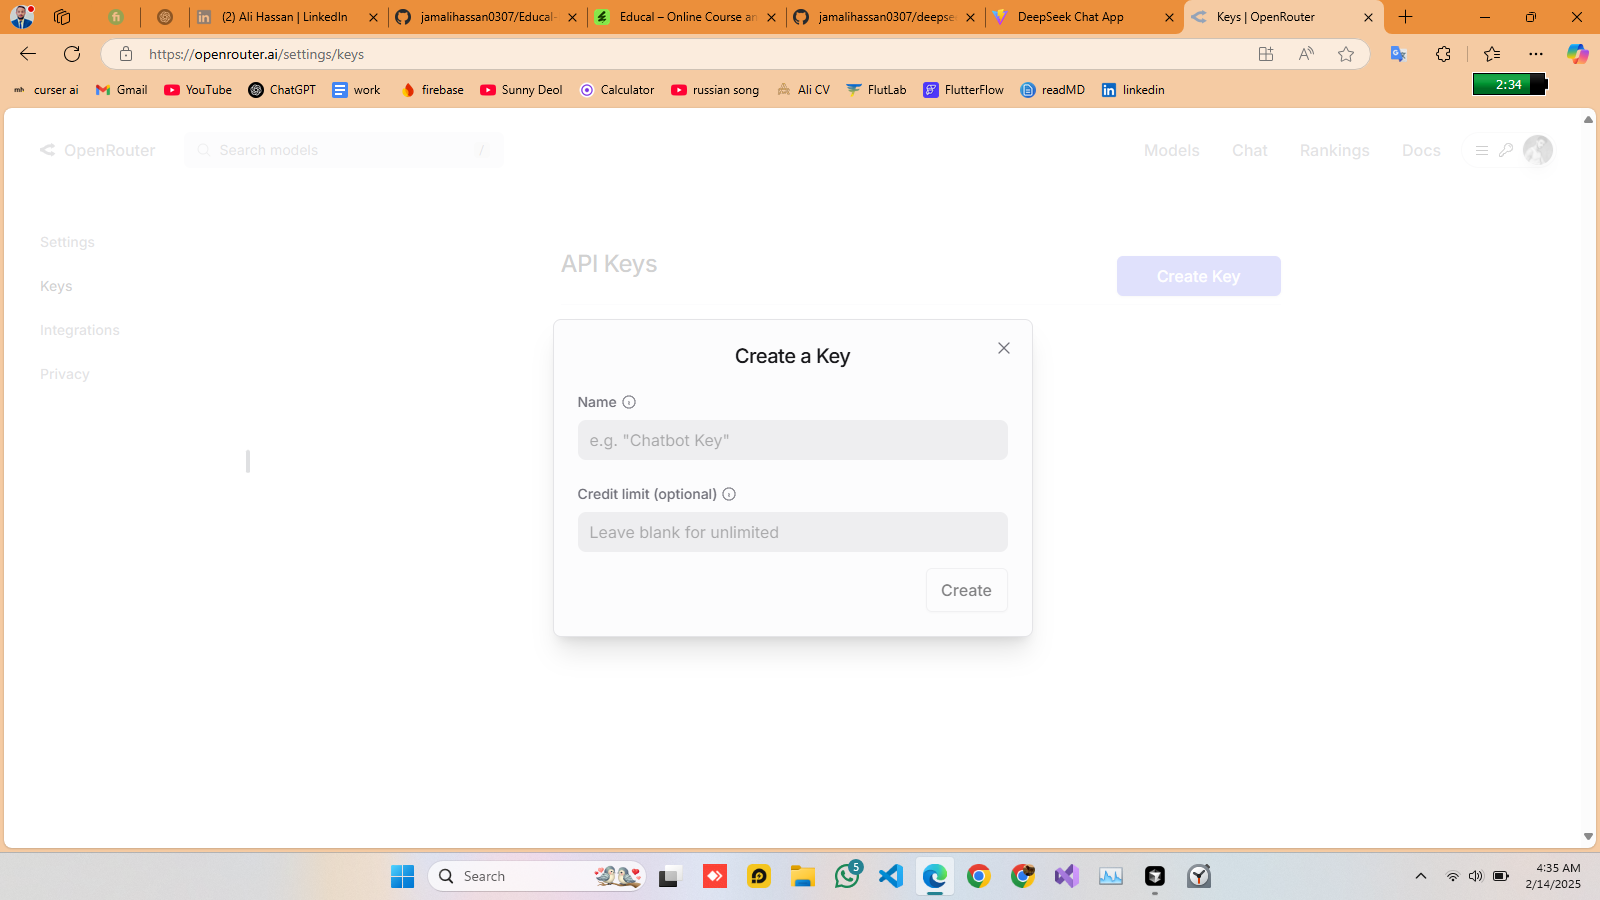 (2) Ali Hassan | LinkedIn
jamalihassan0307/Educal-
Educal – Online Course an
jamalihassan0307/deepse
DeepSeek Chat App
Keys | OpenRouter
https://openrouter.ai/settings/keys
curser ai
Gmail
YouTube
ChatGPT
work
firebase
Sunny Deol
Calculator
russian song
Ali CV
FlutLab
FlutterFlow
readMD
linkedin
2:34
OpenRouter
Search models
/
Models
Chat
Rankings
Docs
Settings
Keys
Integrations
Privacy
API Keys
Create Key
Create a Key
Name
e.g. "Chatbot Key"
Credit limit (optional)
Leave blank for unlimited
Create
Search
5
4:35 AM
2/14/2025